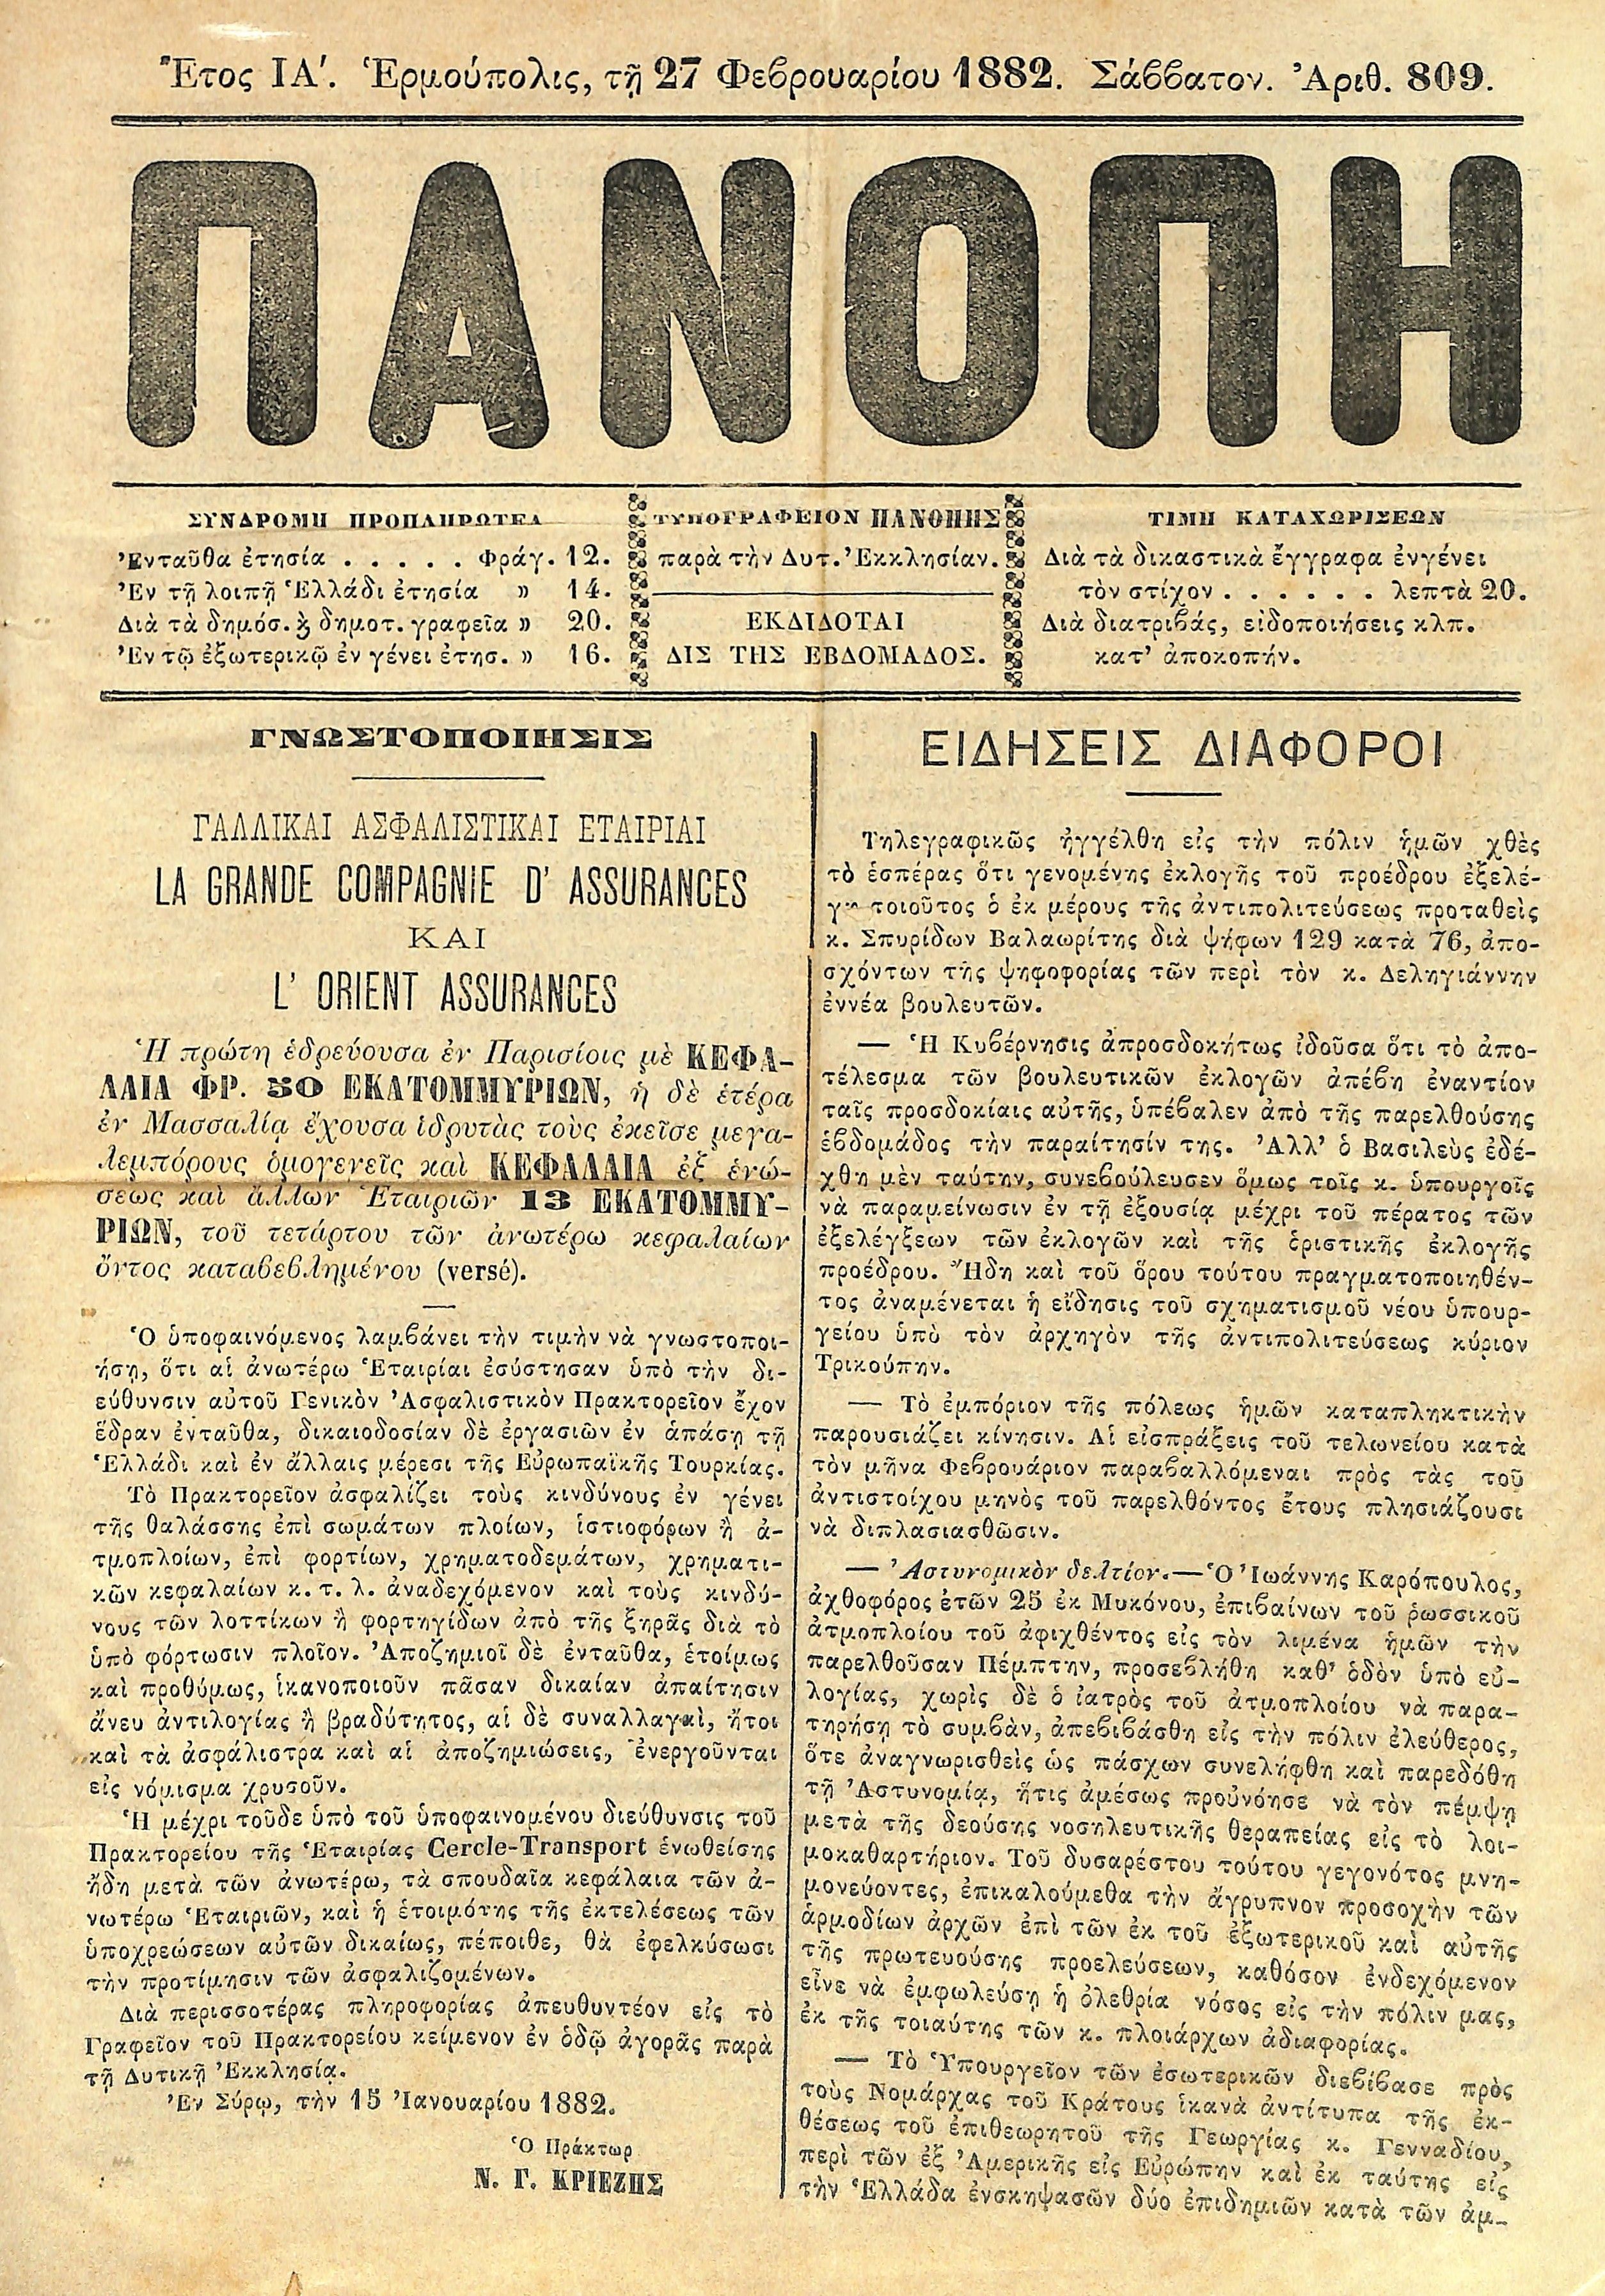 Ἔτος ΙΑ΄. Ἑρμούπολις, τῇ 27 Φεβρουαρίου 1882. Σάββατον. Ἀριθ. 809.
ΠΑΝΟΠΗ
ΣΥΝΔΡΟΜΗ ΠΡΟΠΛΗΡΩΤΕΑ
Ἐνταῦθα ἐτησία . . . . . Φράγ. 12.
Ἐν τῇ λοιπῇ Ἑλλάδι ἐτησία » 14.
Διὰ τὰ δημόσ. ϗ δημοτ. γραφεῖα » 20.
Ἐν τῷ ἐξωτερικῷ ἐν γένει ἐτησ. » 16.
ΤΥΠΟΓΡΑΦΕΙΟΝ ΠΑΝΟΠΗΣ
παρὰ τὴν Δυτ. Ἐκκλησίαν.
ΕΚΔΙΔΟΤΑΙ
ΔΙΣ ΤΗΣ ΕΒΔΟΜΑΔΟΣ.
ΤΙΜΗ ΚΑΤΑΧΩΡΙΣΕΩΝ
Διὰ τὰ δικαστικὰ ἔγγραφα ἐνγένει
τὸν στίχον . . . . . . λεπτὰ 20.
Διὰ διατριβάς, εἰδοποιήσεις κλπ.
κατ' ἀποκοπήν.
ΓΝΩΣΤΟΠΟΙΗΣΙΣ
ΓΑΛΛΙΚΑΙ ΑΣΦΑΛΙΣΤΙΚΑΙ ΕΤΑΙΡΙΑΙ
LA GRANDE COMPAGNIE D' ASSURANCES
ΚΑΙ
L' ORIENT ASSURANCES
Ἡ πρώτη ἑδρεύουσα ἐν Παρισίοις μὲ ΚΕΦΑ-
ΛΑΙΑ ΦΡ. 50 ΕΚΑΤΟΜΜΥΡΙΩΝ, ἡ δὲ ἑτέρα
ἐν Μασσαλίᾳ ἔχουσα ἱδρυτὰς τοὺς ἐκεῖσε μεγα-
λεμπόρους ὁμογενεῖς καὶ ΚΕΦΑΛΑΙΑ ἐξ ἑνώ-
σεως καὶ ἄλλων Ἑταιριῶν 13 ΕΚΑΤΟΜΜΥ-
ΡΙΩΝ, τοῦ τετάρτου τῶν ἀνωτέρω κεφαλαίων
ὄντος καταβεβλημένου (versé).
Ὁ ὑποφαινόμενος λαμβάνει τὴν τιμὴν νὰ γνωστοποι-
ήσῃ, ὅτι αἱ ἀνωτέρω Ἑταιρίαι ἐσύστησαν ὑπὸ τὴν δι-
εύθυνσιν αὐτοῦ Γενικὸν Ἀσφαλιστικὸν Πρακτορεῖον ἔχον
ἕδραν ἐνταῦθα, δικαιοδοσίαν δὲ ἐργασιῶν ἐν ἁπάσῃ τῇ
Ἑλλάδι καὶ ἐν ἄλλαις μέρεσι τῆς Εὐρωπαϊκῆς Τουρκίας.
Τὸ Πρακτορεῖον ἀσφαλίζει τοὺς κινδύνους ἐν γένει
τῆς θαλάσσης ἐπὶ σωμάτων πλοίων, ἱστιοφόρων ἢ ἀ-
τμοπλοίων, ἐπὶ φορτίων, χρηματοδεμάτων, χρηματι-
κῶν κεφαλαίων κ. τ. λ. ἀναδεχόμενον καὶ τοὺς κινδύ-
νους τῶν λοττίκων ἢ φορτηγίδων ἀπὸ τῆς ξηρᾶς διὰ τὸ
ὑπὸ φόρτωσιν πλοῖον. Ἀποζημιοῖ δὲ ἐνταῦθα, ἑτοίμως
καὶ προθύμως, ἱκανοποιοῦν πᾶσαν δικαίαν ἀπαίτησιν
ἄνευ ἀντιλογίας ἢ βραδύτητος, αἱ δὲ συναλλαγαὶ, ἤτοι
καὶ τὰ ἀσφάλιστρα καὶ αἱ ἀποζημιώσεις, ἐνεργοῦνται
εἰς νόμισμα χρυσοῦν.
Ἡ μέχρι τοῦδε ὑπὸ τοῦ ὑποφαινομένου διεύθυνσις τοῦ
Πρακτορείου τῆς Ἑταιρίας Cercle-Transport ἑνωθείσης
ἤδη μετὰ τῶν ἀνωτέρω, τὰ σπουδαῖα κεφάλαια τῶν ἀ-
νωτέρω Ἑταιριῶν, καὶ ἡ ἑτοιμότης τῆς ἐκτελέσεως τῶν
ὑποχρεώσεων αὐτῶν δικαίως, πέποιθε, θὰ ἐφελκύσωσι
τὴν προτίμησιν τῶν ἀσφαλιζομένων.
Διὰ περισσοτέρας πληροφορίας ἀπευθυντέον εἰς τὸ
Γραφεῖον τοῦ Πρακτορείου κείμενον ἐν ὁδῷ ἀγορᾶς παρὰ
τῇ Δυτικῇ Ἐκκλησίᾳ.
Ἐν Σύρῳ, τὴν 15 Ἰανουαρίου 1882.
Ὁ Πράκτωρ
Ν. Γ. ΚΡΙΕΖΗΣ
ΕΙΔΗΣΕΙΣ ΔΙΑΦΟΡΟΙ
Τηλεγραφικῶς ἠγγέλθη εἰς τὴν πόλιν ἡμῶν χθὲς
τὸ ἑσπέρας ὅτι γενομένης ἐκλογῆς τοῦ προέδρου ἐξελέ-
γη τοιοῦτος ὁ ἐκ μέρους τῆς ἀντιπολιτεύσεως προταθεὶς
κ. Σπυρίδων Βαλαωρίτης διὰ ψήφων 129 κατὰ 76, ἀπο-
σχόντων τῆς ψηφοφορίας τῶν περὶ τὸν κ. Δεληγιάννην
ἐννέα βουλευτῶν.
— Ἡ Κυβέρνησις ἀπροσδοκήτως ἰδοῦσα ὅτι τὸ ἀπο-
τέλεσμα τῶν βουλευτικῶν ἐκλογῶν ἀπέβη ἐναντίον
ταῖς προσδοκίαις αὐτῆς, ὑπέβαλεν ἀπὸ τῆς παρελθούσης
ἑβδομάδος τὴν παραίτησίν της. Ἀλλ' ὁ Βασιλεὺς ἐδέ-
χθη μὲν ταύτην, συνεβούλευσεν ὅμως τοῖς κ. ὑπουργοῖς
νὰ παραμείνωσιν ἐν τῇ ἐξουσίᾳ μέχρι τοῦ πέρατος τῶν
ἐξελέγξεων τῶν ἐκλογῶν καὶ τῆς ὁριστικῆς ἐκλογῆς
προέδρου. Ἤδη καὶ τοῦ ὅρου τούτου πραγματοποιηθέν-
τος ἀναμένεται ἡ εἴδησις τοῦ σχηματισμοῦ νέου ὑπουρ-
γείου ὑπὸ τὸν ἀρχηγὸν τῆς ἀντιπολιτεύσεως κύριον
Τρικούπην.
— Τὸ ἐμπόριον τῆς πόλεως ἡμῶν καταπληκτικὴν
παρουσιάζει κίνησιν. Αἱ εἰσπράξεις τοῦ τελωνείου κατὰ
τὸν μῆνα Φεβρουάριον παραβαλλόμεναι πρὸς τὰς τοῦ
ἀντιστοίχου μηνὸς τοῦ παρελθόντος ἔτους πλησιάζουσι
νὰ διπλασιασθῶσιν.
— Ἀστυνομικὸν δελτίον.— Ὁ Ἰωάννης Καρόπουλος,
ἀχθοφόρος ἐτῶν 25 ἐκ Μυκόνου, ἐπιβαίνων τοῦ ῥωσσικοῦ
ἀτμοπλοίου τοῦ ἀφιχθέντος εἰς τὸν λιμένα ἡμῶν τὴν
παρελθοῦσαν Πέμπτην, προσεβλήθη καθ' ὁδὸν ὑπὸ εὐ-
λογίας, χωρὶς δὲ ὁ ἰατρὸς τοῦ ἀτμοπλοίου νὰ παρα-
τηρήσῃ τὸ συμβὰν, ἀπεβιβάσθη εἰς τὴν πόλιν ἐλεύθερος,
ὅτε ἀναγνωρισθεὶς ὡς πάσχων συνελήφθη καὶ παρεδόθη
τῇ Ἀστυνομίᾳ, ἥτις ἀμέσως προὐνόησε νὰ τὸν πέμψῃ
μετὰ τῆς δεούσης νοσηλευτικῆς θεραπείας εἰς τὸ λοι-
μοκαθαρτήριον. Τοῦ δυσαρέστου τούτου γεγονότος μνη-
μονεύοντες, ἐπικαλούμεθα τὴν ἄγρυπνον προσοχὴν τῶν
ἁρμοδίων ἀρχῶν ἐπὶ τῶν ἐκ τοῦ ἐξωτερικοῦ καὶ αὐτῆς
τῆς πρωτευούσης προελεύσεων, καθόσον ἐνδεχόμενον
εἶνε νὰ ἐμφωλεύσῃ ἡ ὀλεθρία νόσος εἰς τὴν πόλιν μας,
ἐκ τῆς τοιαύτης τῶν κ. πλοιάρχων ἀδιαφορίας.
— Τὸ Ὑπουργεῖον τῶν ἐσωτερικῶν διεβίβασε πρὸς
τοὺς Νομάρχας τοῦ Κράτους ἱκανὰ ἀντίτυπα τῆς ἐκ-
θέσεως τοῦ ἐπιθεωρητοῦ τῆς Γεωργίας κ. Γενναδίου,
περὶ τῶν ἐξ Ἀμερικῆς εἰς Εὐρώπην καὶ ἐκ ταύτης εἰς
τὴν Ἑλλάδα ἐνσκηψασῶν δύο ἐπιδημιῶν κατὰ τῶν ἀμ-